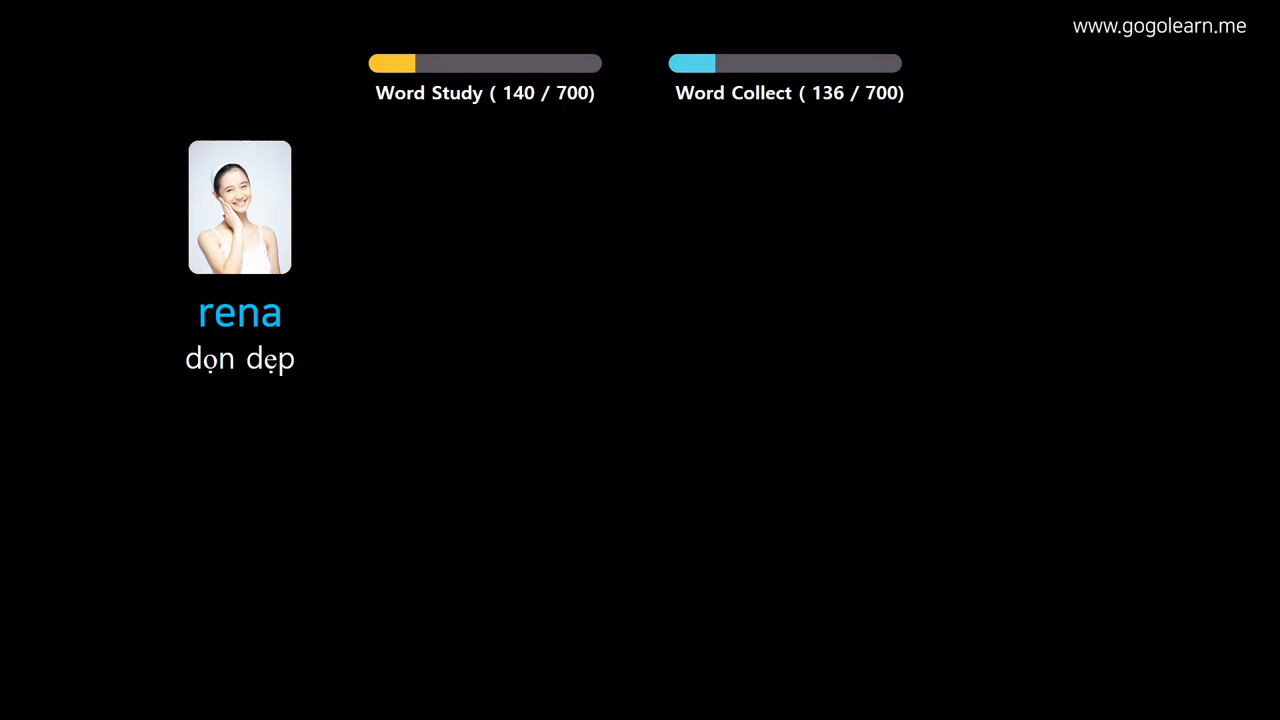 www.gogolearn.me
Word Study ( 140 / 700)
Word Collect ( 136 / 700)
rena
dọn dẹp